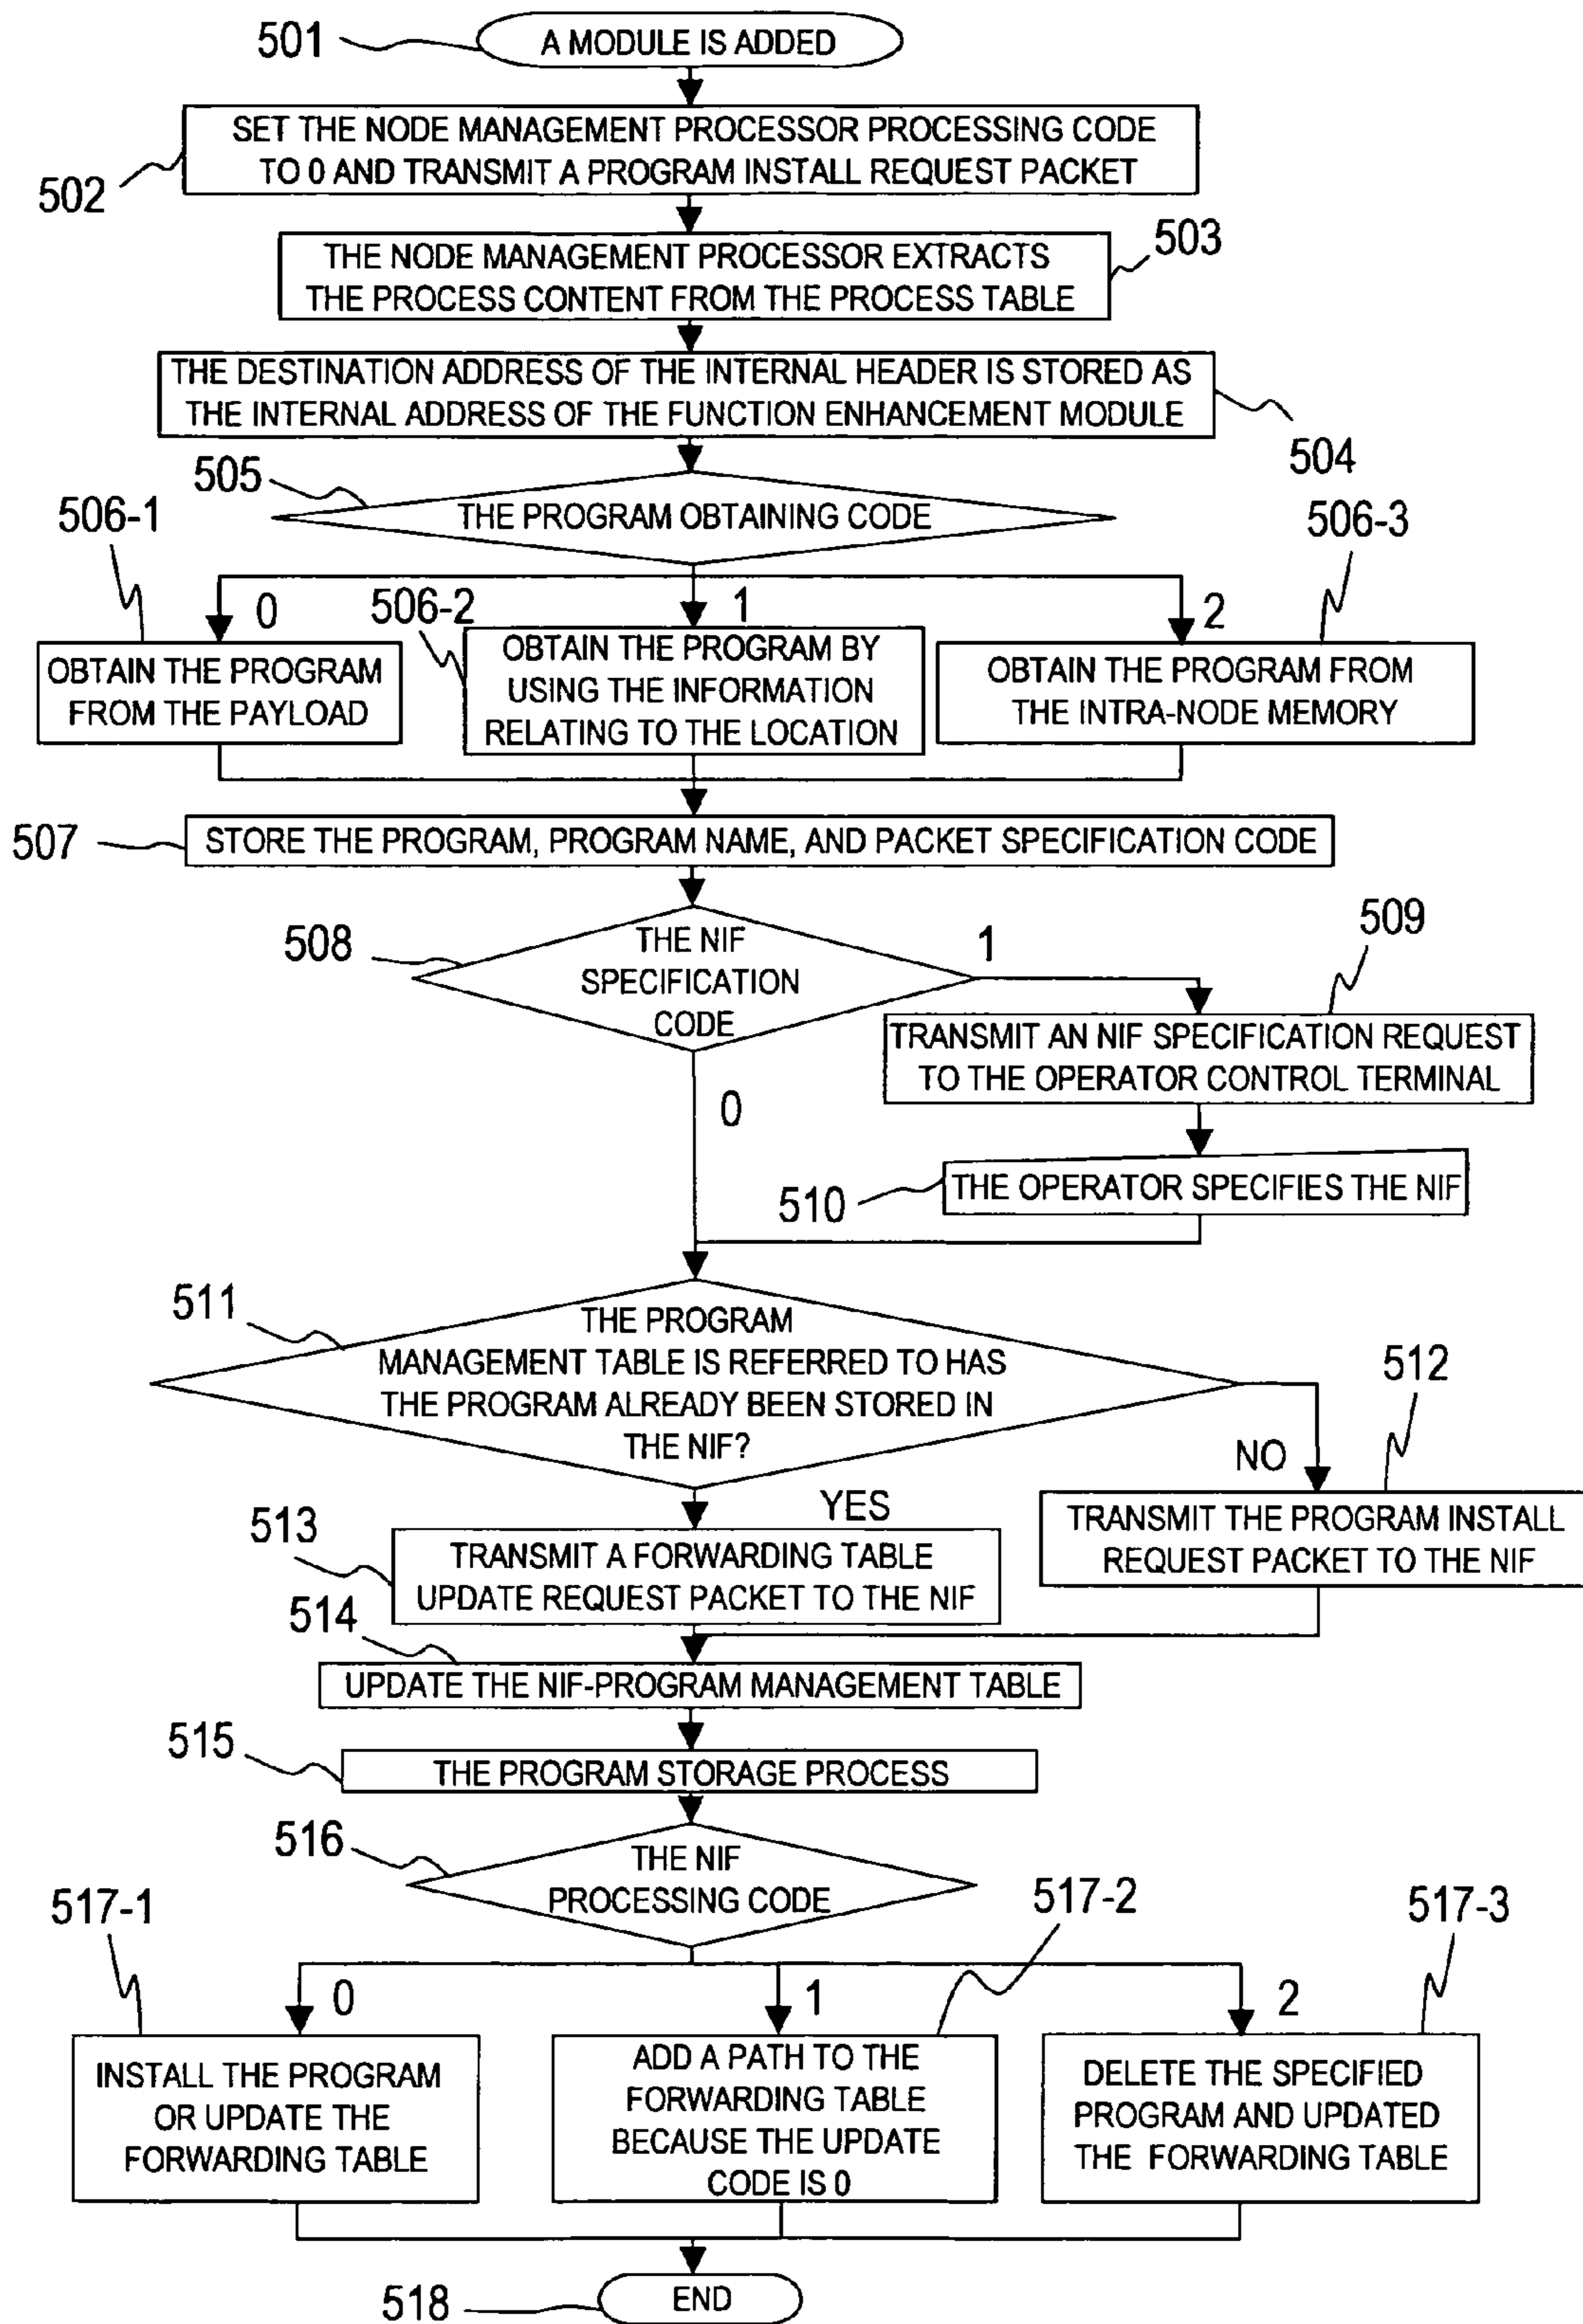 501
A MODULE IS ADDED
SET THE NODE MANAGEMENT PROCESSOR PROCESSING CODE
TO 0 AND TRANSMIT A PROGRAM INSTALL REQUEST PACKET
502
503
THE NODE MANAGEMENT PROCESSOR EXTRACTS
THE PROCESS CONTENT FROM THE PROCESS TABLE
THE DESTINATION ADDRESS OF THE INTERNAL HEADER IS STORED AS
THE INTERNAL ADDRESS OF THE FUNCTION ENHANCEMENT MODULE
504
505
THE PROGRAM OBTAINING CODE
506-1
506-2
506-3
0
1
2
OBTAIN THE PROGRAM
FROM THE PAYLOAD
OBTAIN THE PROGRAM BY
USING THE INFORMATION
RELATING TO THE LOCATION
OBTAIN THE PROGRAM FROM
THE INTRA-NODE MEMORY
507
STORE THE PROGRAM, PROGRAM NAME, AND PACKET SPECIFICATION CODE
508
THE NIF
SPECIFICATION
CODE
1
509
TRANSMIT AN NIF SPECIFICATION REQUEST
TO THE OPERATOR CONTROL TERMINAL
0
510
THE OPERATOR SPECIFIES THE NIF
511
THE PROGRAM
MANAGEMENT TABLE IS REFERRED TO HAS
THE PROGRAM ALREADY BEEN STORED IN
THE NIF?
512
NO
YES
513
TRANSMIT A FORWARDING TABLE
UPDATE REQUEST PACKET TO THE NIF
TRANSMIT THE PROGRAM INSTALL
REQUEST PACKET TO THE NIF
514
UPDATE THE NIF-PROGRAM MANAGEMENT TABLE
515
THE PROGRAM STORAGE PROCESS
516
THE NIF
PROCESSING CODE
517-1
517-2
517-3
0
1
2
INSTALL THE PROGRAM
OR UPDATE THE
FORWARDING TABLE
ADD A PATH TO THE
FORWARDING TABLE
BECAUSE THE UPDATE
CODE IS 0
DELETE THE SPECIFIED
PROGRAM AND UPDATED
THE FORWARDING TABLE
518
END